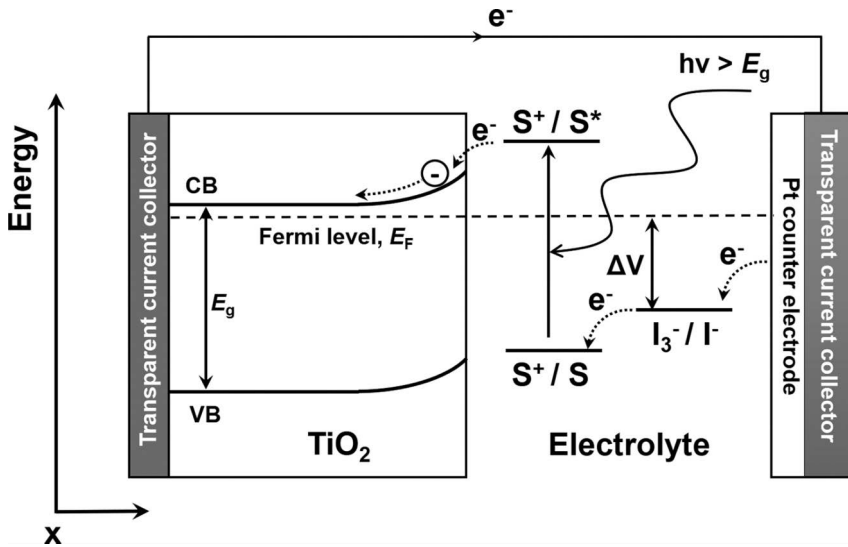 e⁻
hν > E_g
S⁺ / S*
e⁻
-
CB
Energy
Fermi level, E_F
ΔV
e⁻
E_g
e⁻
I₃⁻ / I⁻
S⁺ / S
VB
TiO₂
Electrolyte
x
Transparent current collector
Pt counter electrode
Transparent current collector